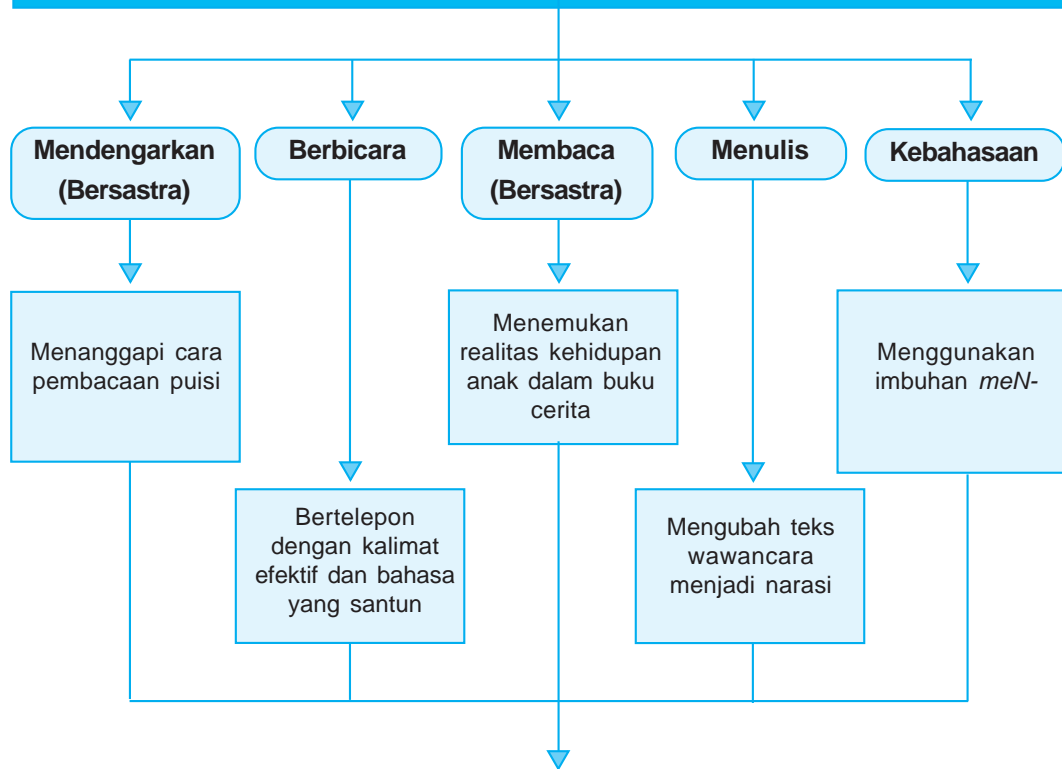 Mendengarkan
(Bersastra)
Berbicara
Membaca
(Bersastra)
Menulis
Kebahasaan
Menanggapi cara
pembacaan puisi
Bertelepon
dengan kalimat
efektif dan bahasa
yang santun
Menemukan
realitas kehidupan
anak dalam buku
cerita
Mengubah teks
wawancara
menjadi narasi
Menggunakan
imbuhan meN-